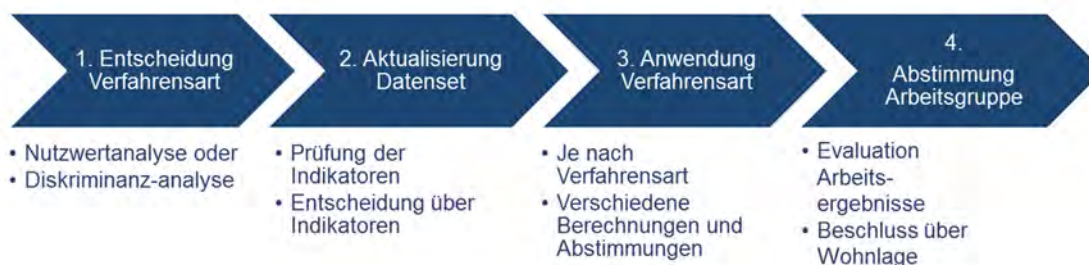 1. Entscheidung
Verfahrensart
• Nutzwertanalyse oder
• Diskriminanz-analyse
2. Aktualisierung
Datenset
• Prüfung der
Indikatoren
• Entscheidung über
Indikatoren
3. Anwendung
Verfahrensart
• Je nach
Verfahrensart
• Verschiedene
Berechnungen und
Abstimmungen
4.
Abstimmung
Arbeitsgruppe
• Evaluation
Arbeits-
ergebnisse
• Beschluss über
Wohnlage